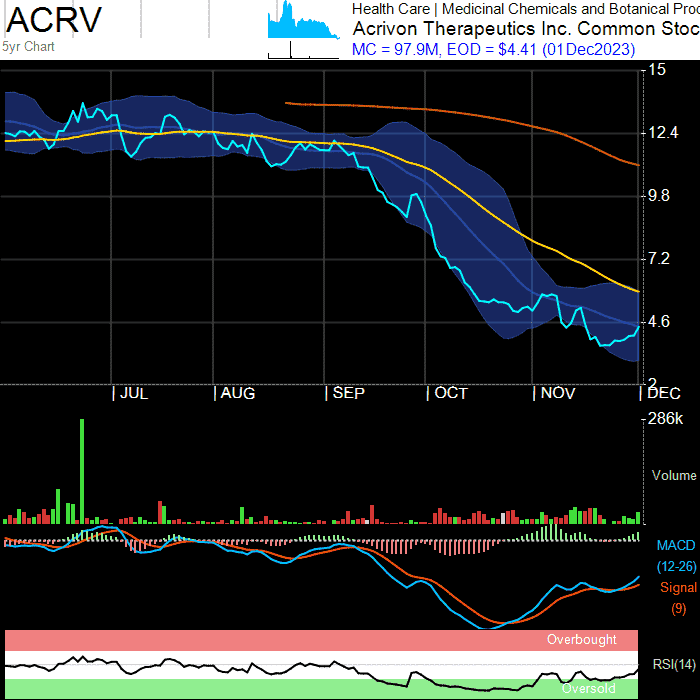 ACRV
5yr Chart
Health Care | Medicinal Chemicals and Botanical Proc
Acrivon Therapeutics Inc. Common Stoc
MC = 97.9M, EOD = $4.41 (01Dec2023)
15
12.4
9.8
7.2
4.6
2
| JUL | AUG | SEP | OCT | NOV | DEC
286k
Volume
MACD
(12-26)
Signal
(9)
Overbought
RSI(14)
Oversold